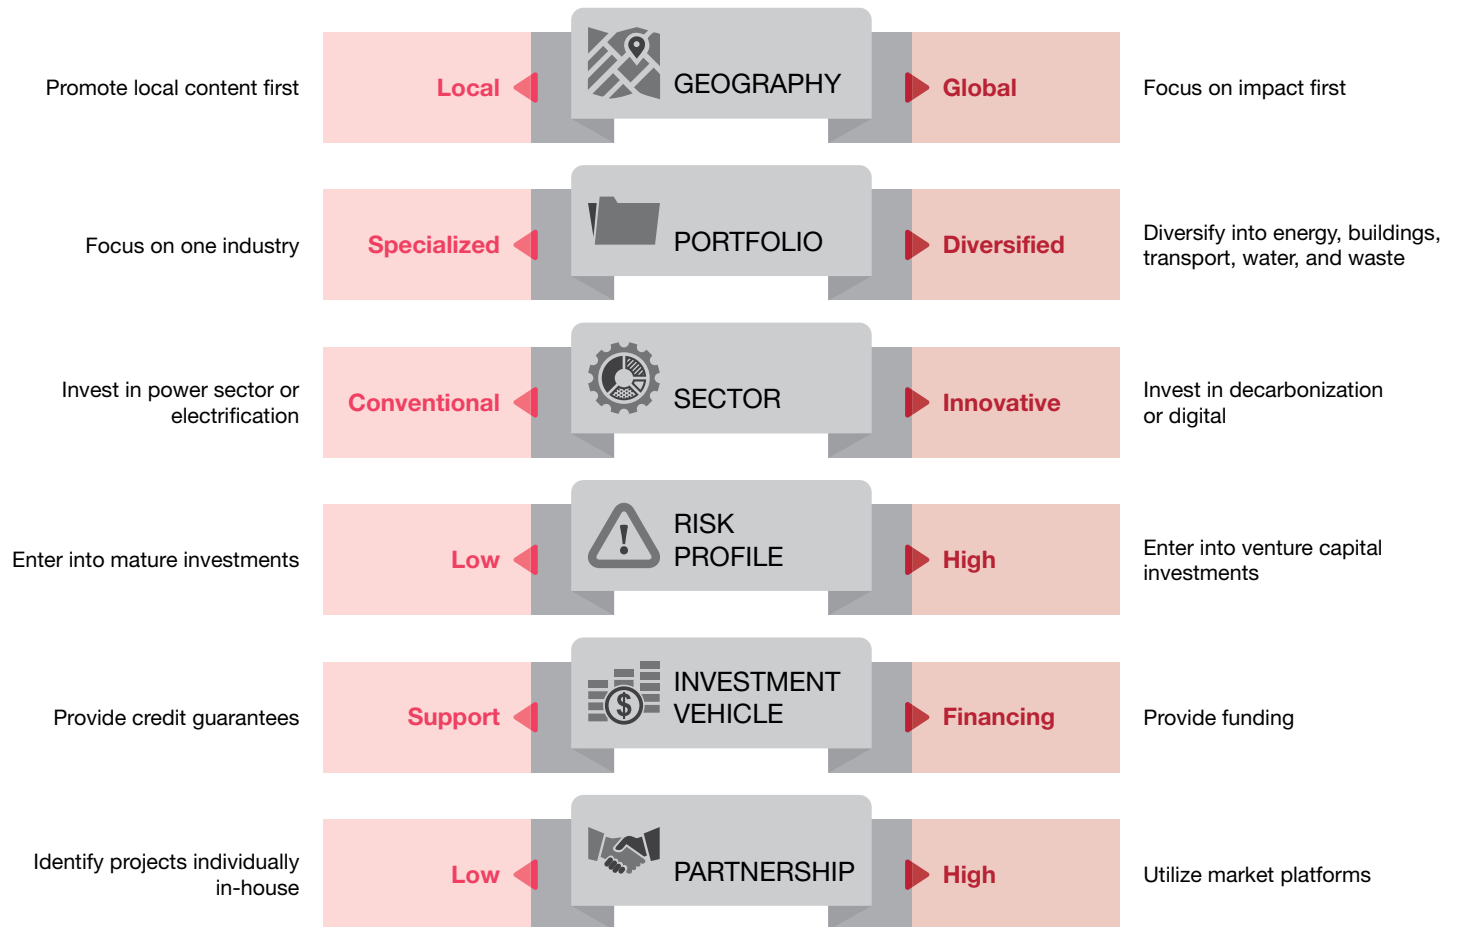 Promote local content first
Local
GEOGRAPHY
Global
Focus on impact first
Focus on one industry
Specialized
PORTFOLIO
Diversified
Diversify into energy, buildings,
transport, water, and waste
Invest in power sector or
electrification
Conventional
SECTOR
Innovative
Invest in decarbonization
or digital
Enter into mature investments
Low
RISK
PROFILE
High
Enter into venture capital
investments
Provide credit guarantees
Support
$
INVESTMENT
VEHICLE
Financing
Provide funding
Identify projects individually
in-house
Low
PARTNERSHIP
High
Utilize market platforms